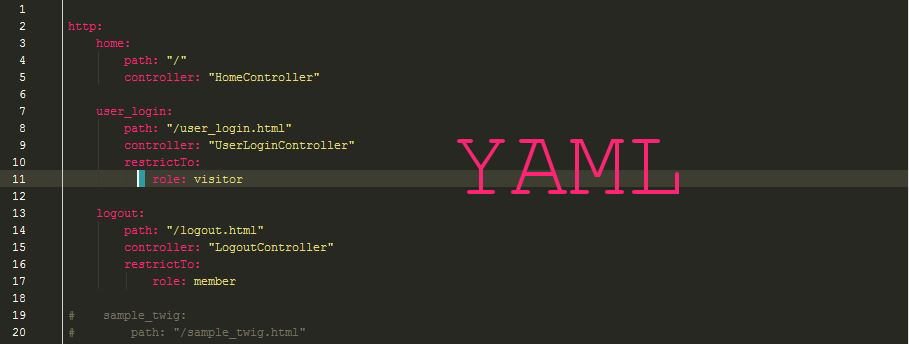 1
2 http:
3     home:
4         path: "/"
5         controller: "HomeController"
6
7     user_login:
8         path: "/user_login.html"
9         controller: "UserLoginController"
10         restrictTo:
11             role: visitor
12
13     logout:
14         path: "/logout.html"
15         controller: "LogoutController"
16         restrictTo:
17             role: member
18
19 #    sample_twig:
20 #        path: "/sample_twig.html"
YAML